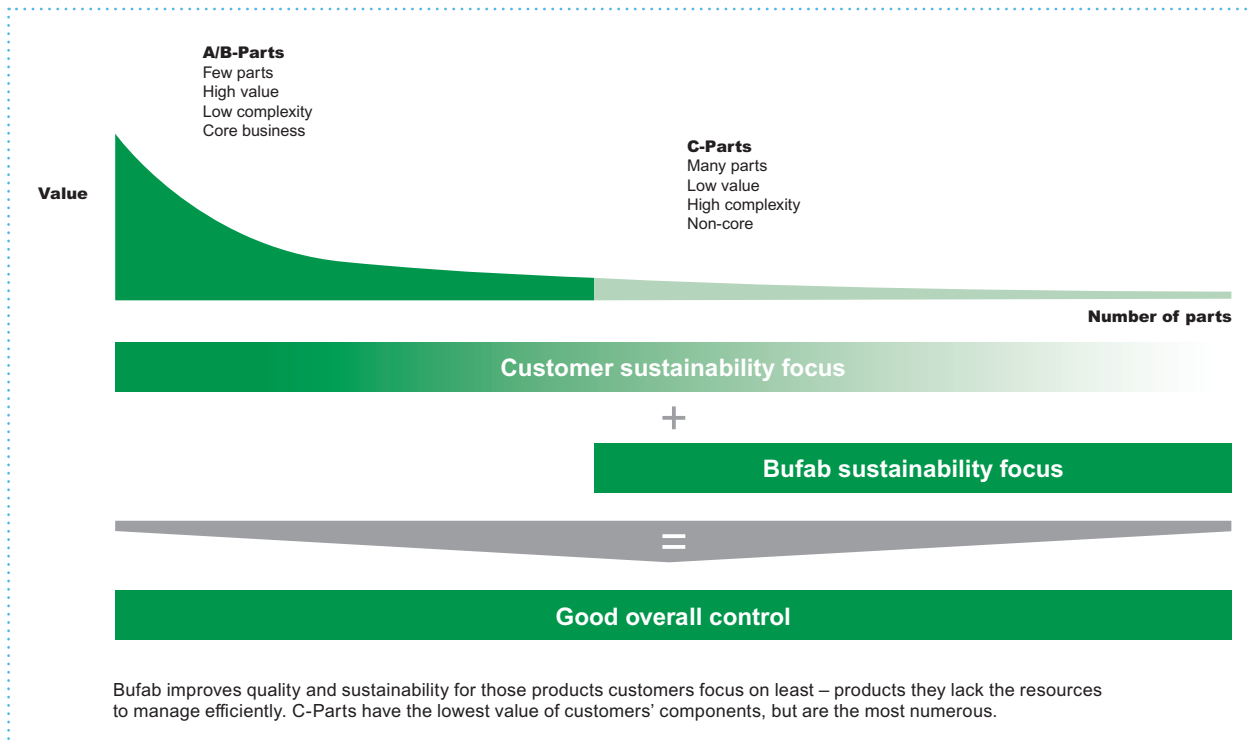 A/B-Parts
Few parts
High value
Low complexity
Core business
C-Parts
Many parts
Low value
High complexity
Non-core
Value
Number of parts
Customer sustainability focus
+
Bufab sustainability focus
=
Good overall control
Bufab improves quality and sustainability for those products customers focus on least – products they lack the resources
to manage efficiently. C-Parts have the lowest value of customers’ components, but are the most numerous.